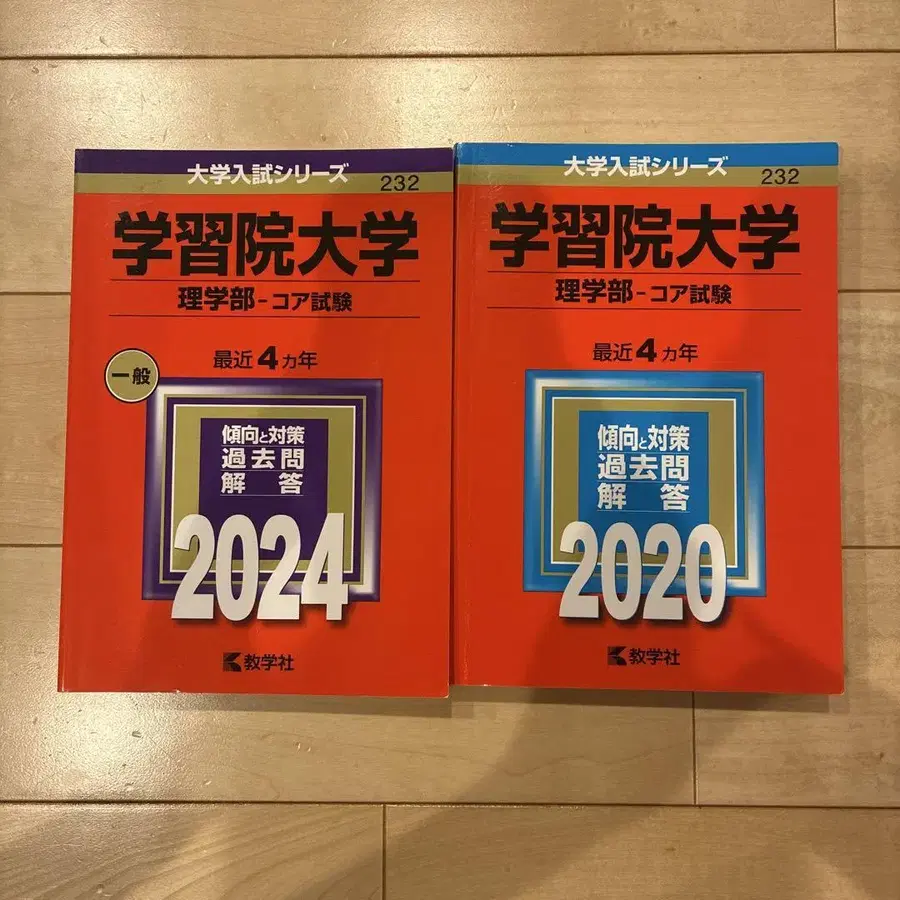 大学入試シリーズ
232
学習院大学
理学部-コア試験
最近4カ年
一般
傾向と対策
過去問
解答
2024
教学社
大学入試シリーズ
232
学習院大学
理学部-コア試験
最近4カ年
傾向と対策
過去問
解答
2020
教学社